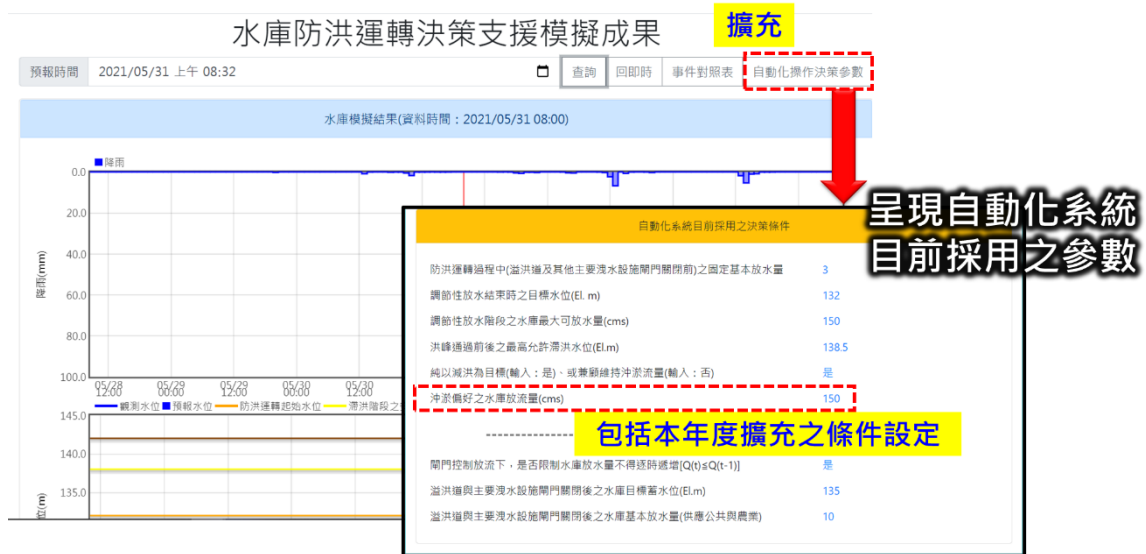 水庫防洪運轉決策支援模擬成果
擴充
預報時間 2021/05/31 上午 08:32 查詢 回即時 事件對照表 自動化操作決策參數
水庫模擬結果(資料時間：2021/05/31 08:00)
降雨
0.0
20.0
40.0
60.0
80.0
100.0
降雨(mm)
05/28 12:00 05/29 00:00 05/29 12:00 05/30 00:00 05/30 12:00
觀測水位 預報水位 防洪運轉起始水位
145.0
140.0
135.0
呈現自動化系統
目前採用之參數
自動化系統目前採用之決策條件
防洪運轉過程中(溢洪道及其他主要洩水設施閘門關閉前)之固定基本放水量 3
調節性放水結束時之目標水位(El. m) 132
調節性放水階段之水庫最大可放水量(cms) 150
洪峰通過前後之最高允許滯洪水位(El.m) 138.5
純以減洪為目標(輸入：是)、或兼顧維持沖淤流量(輸入：否) 是
沖淤偏好之水庫放流量(cms) 150
包括本年度擴充之條件設定
閘門控制放流下，是否限制水庫放水量不得逐時遞增[Q(t)≤Q(t-1)] 是
溢洪道與主要洩水設施閘門關閉後之水庫目標蓄水位(El.m) 135
溢洪道與主要洩水設施閘門關閉後之水庫基本放水量(供應公共與農業) 10